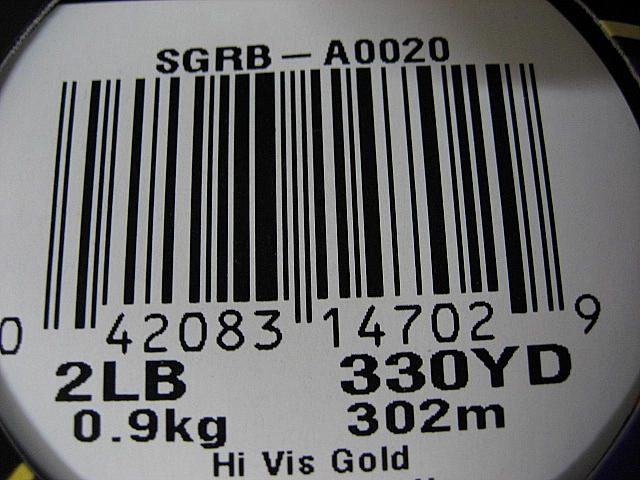 SGRB - A0020
0 42083 14702 9
2LB 330YD
0.9kg 302m
Hi Vis Gold